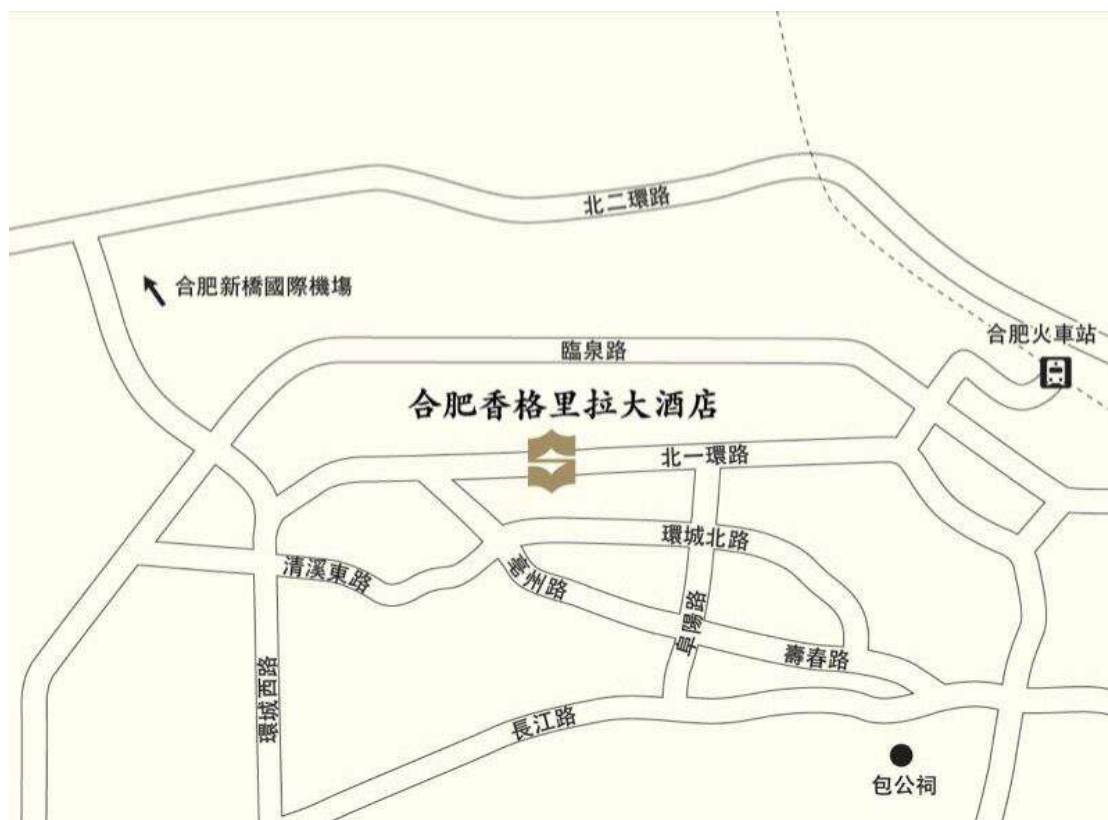 北二環路
合肥新橋國際機場
合肥火車站
臨泉路
合肥香格里拉大酒店
北一環路
環城北路
清溪東路
亳州路
阜陽路
壽春路
環城西路
長江路
包公祠